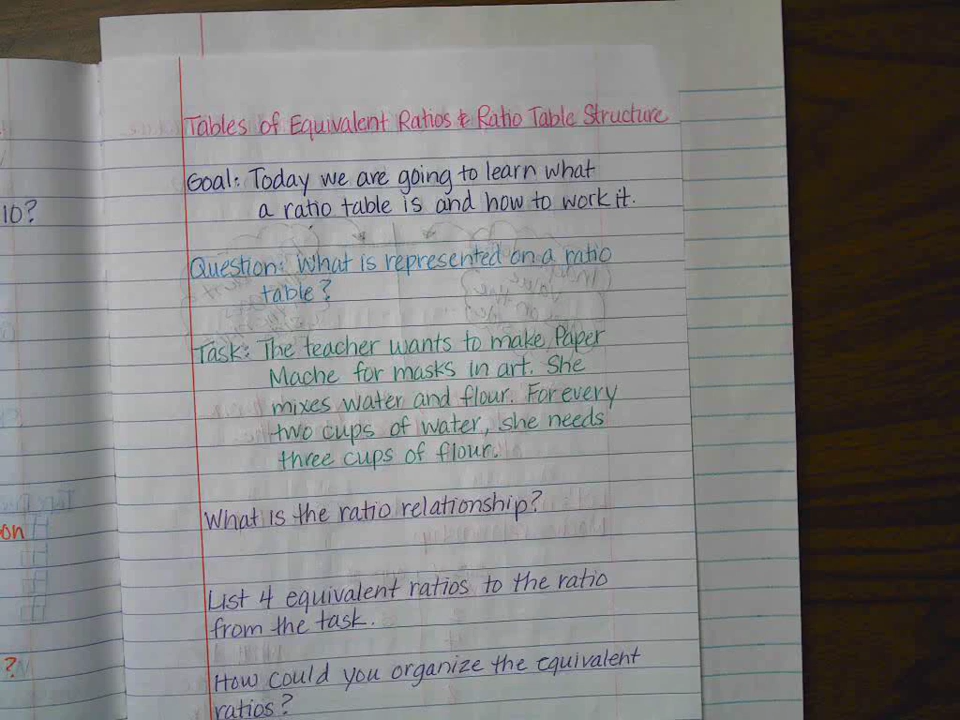 10?
on
?
Tables of Equivalent Ratios & Ratio Table Structure
Goal: Today we are going to learn what
a ratio table is and how to work it.
Question: What is represented on a ratio
table?
Task: The teacher wants to make Paper
Mache for masks in art. She
mixes water and flour. For every
two cups of water, she needs
three cups of flour.
What is the ratio relationship?
List 4 equivalent ratios to the ratio
from the task.
How could you organize the equivalent
ratios?